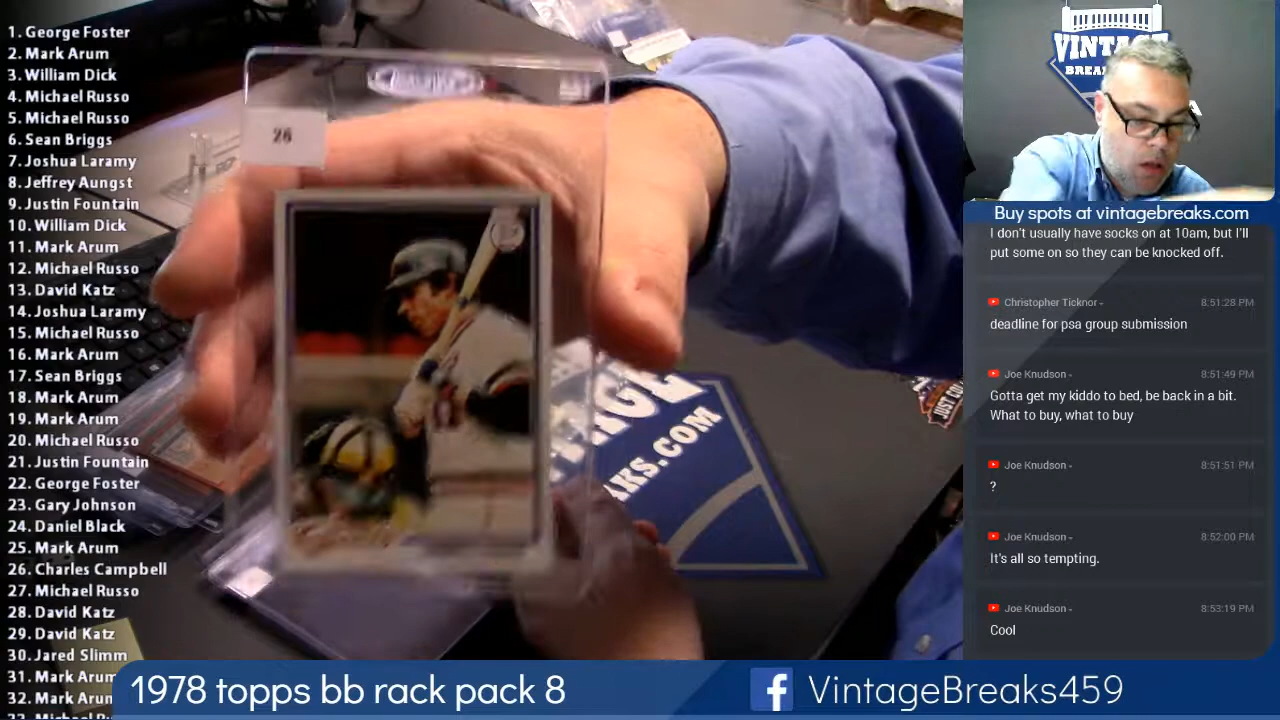 1. George Foster
2. Mark Arum
3. William Dick
4. Michael Russo
5. Michael Russo
6. Sean Briggs
7. Joshua Laramy
8. Jeffrey Aungst
9. Justin Fountain
10. William Dick
11. Mark Arum
12. Michael Russo
13. David Katz
14. Joshua Laramy
15. Michael Russo
16. Mark Arum
17. Sean Briggs
18. Mark Arum
19. Mark Arum
20. Michael Russo
21. Justin Fountain
22. George Foster
23. Gary Johnson
24. Daniel Black
25. Mark Arum
26. Charles Campbell
27. Michael Russo
28. David Katz
29. David Katz
30. Jared Slimm
31. Mark Arum
32. Mark Arum
26
AKS.COM
JUST
VINTAGE
BREA
Buy spots at vintagebreaks.com
I don't usually have socks on at 10am, but I'll
put some on so they can be knocked off.
Christopher Ticknor - 8:51:28 PM
deadline for psa group submission
Joe Knudson - 8:51:49 PM
Gotta get my kiddo to bed, be back in a bit.
What to buy, what to buy
Joe Knudson - 8:51:51 PM
?
Joe Knudson - 8:52:00 PM
It's all so tempting.
Joe Knudson - 8:53:19 PM
Cool
1978 topps bb rack pack 8
f VintageBreaks459